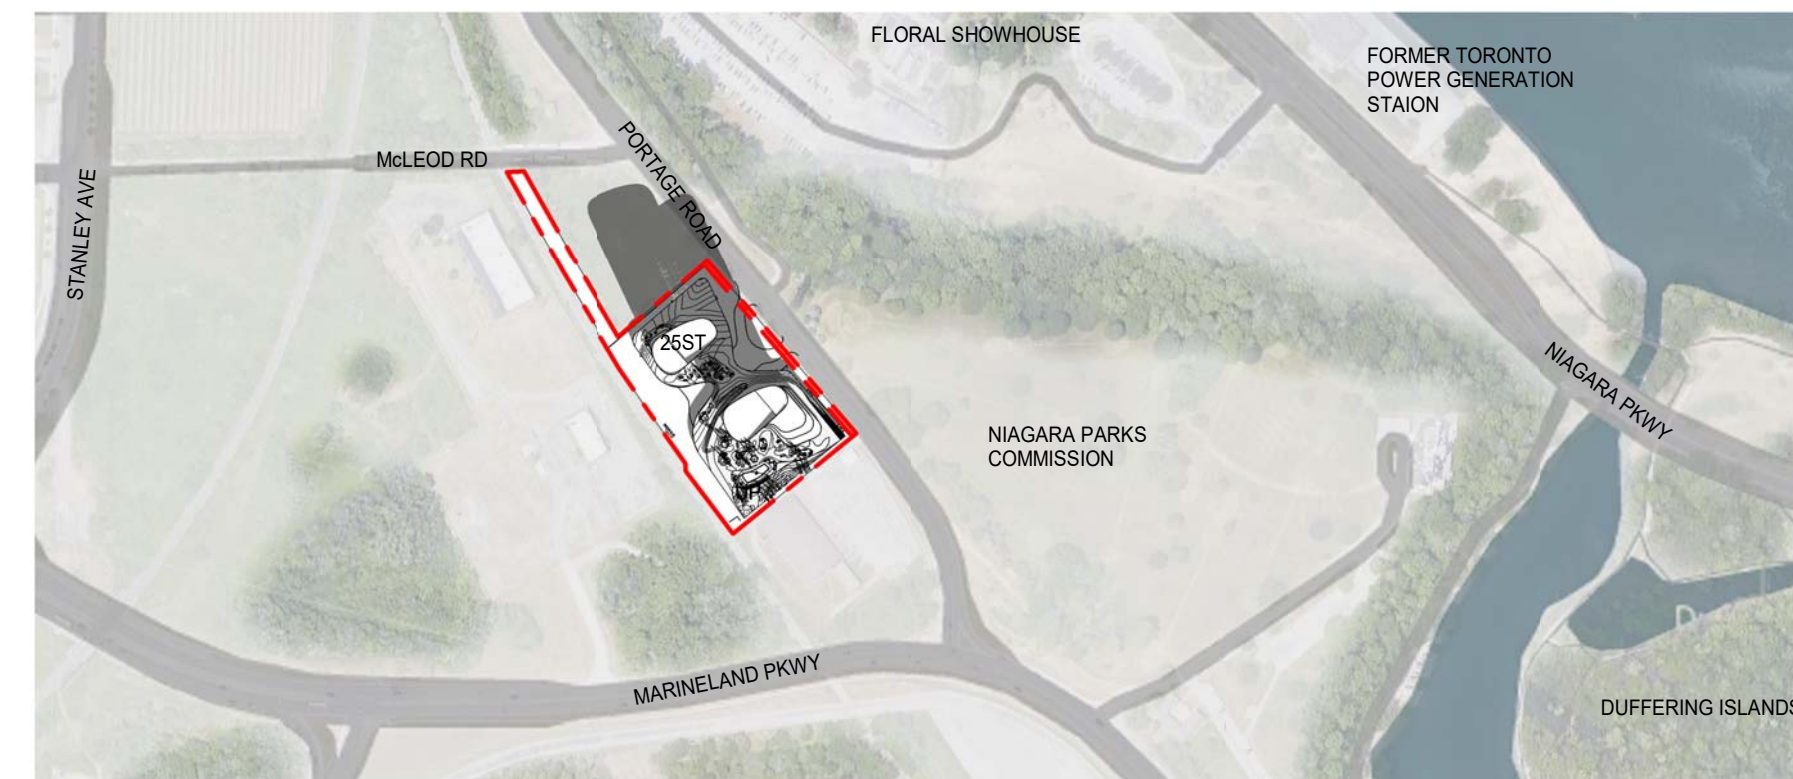 FLORAL SHOWHOUSE
FORMER TORONTO
POWER GENERATION
STAION
McLEOD RD
PORTAGE ROAD
STANLEY AVE
25ST
NIAGARA PKWY
NIAGARA PARKS
COMMISSION
MARINELAND PKWY
DUFFERING ISLANDS